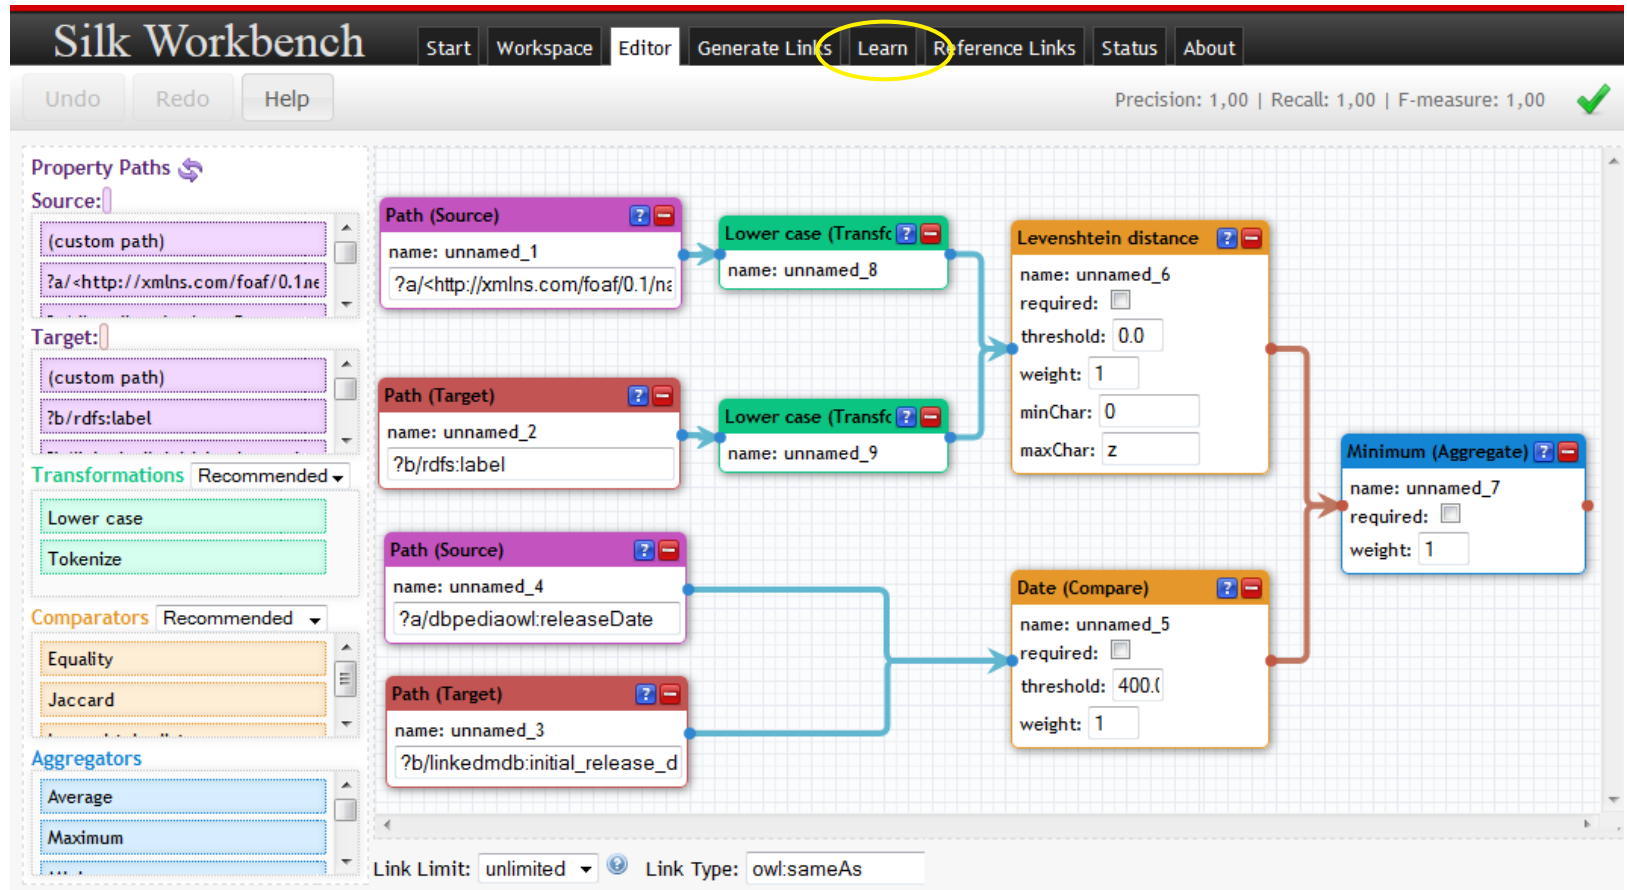 Silk Workbench
Start Workspace Editor Generate Links Learn Reference Links Status About
Undo Redo Help
Precision: 1,00 | Recall: 1,00 | F-measure: 1,00
Property Paths
Source:
(custom path)
?a/<http://xmlns.com/foaf/0.1
Target:
(custom path)
?b/rdfs:label
Transformations Recommended
Lower case
Tokenize
Comparators Recommended
Equality
Jaccard
Aggregators
Average
Maximum
Path (Source)
name: unnamed_1
?a/<http://xmlns.com/foaf/0.1/na
Path (Target)
name: unnamed_2
?b/rdfs:label
Path (Source)
name: unnamed_4
?a/dbpediaowl:releaseDate
Path (Target)
name: unnamed_3
?b/linkedmdb:initial_release_d
Lower case (Transfc
name: unnamed_8
Lower case (Transfc
name: unnamed_9
Levenshtein distance
name: unnamed_6
required:
threshold: 0.0
weight: 1
minChar: 0
maxChar: z
Date (Compare)
name: unnamed_5
required:
threshold: 400.(
weight: 1
Minimum (Aggregate)
name: unnamed_7
required:
weight: 1
Link Limit: unlimited Link Type: owl:sameAs